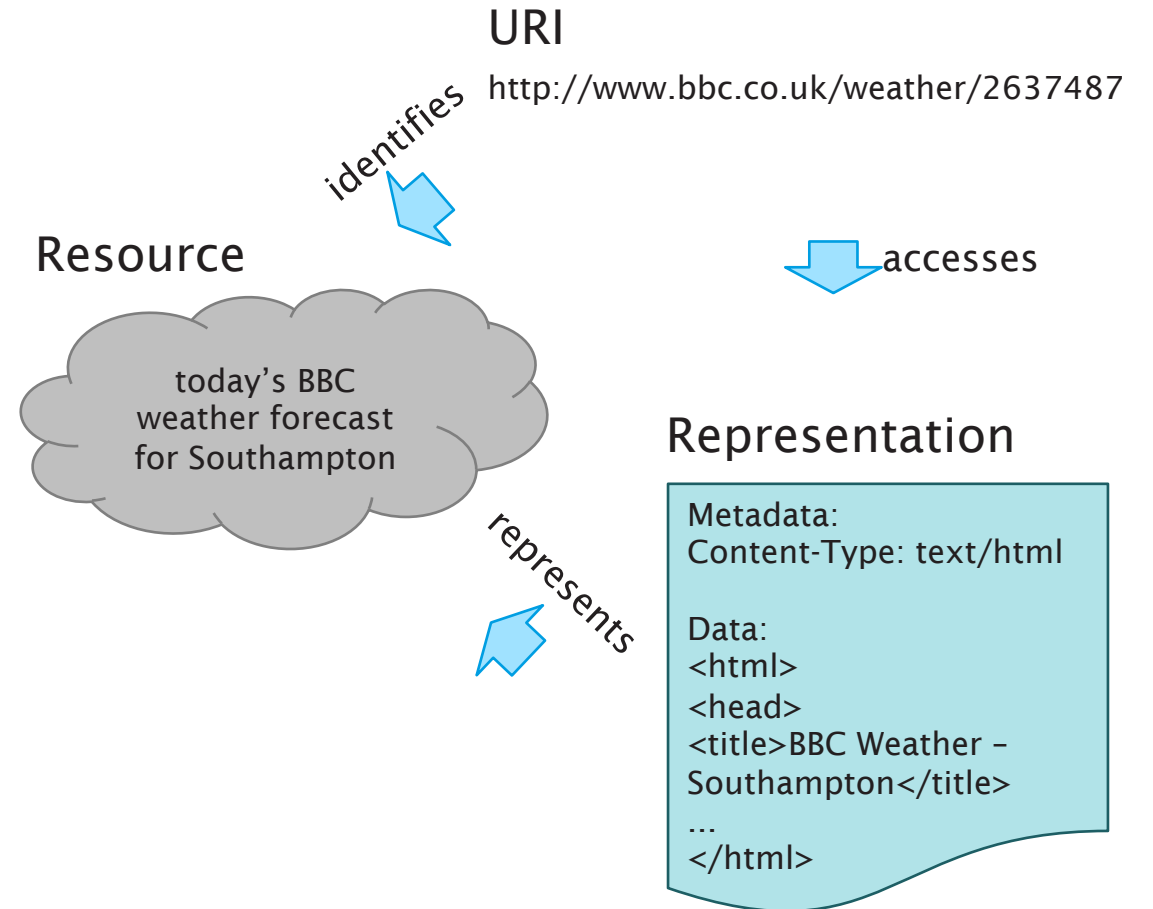 URI
http://www.bbc.co.uk/weather/2637487
identifies
Resource
accesses
today’s BBC
weather forecast
for Southampton
represents
Representation
Metadata:
Content-Type: text/html
Data:
<html>
<head>
<title>BBC Weather –
Southampton</title>
...
</html>